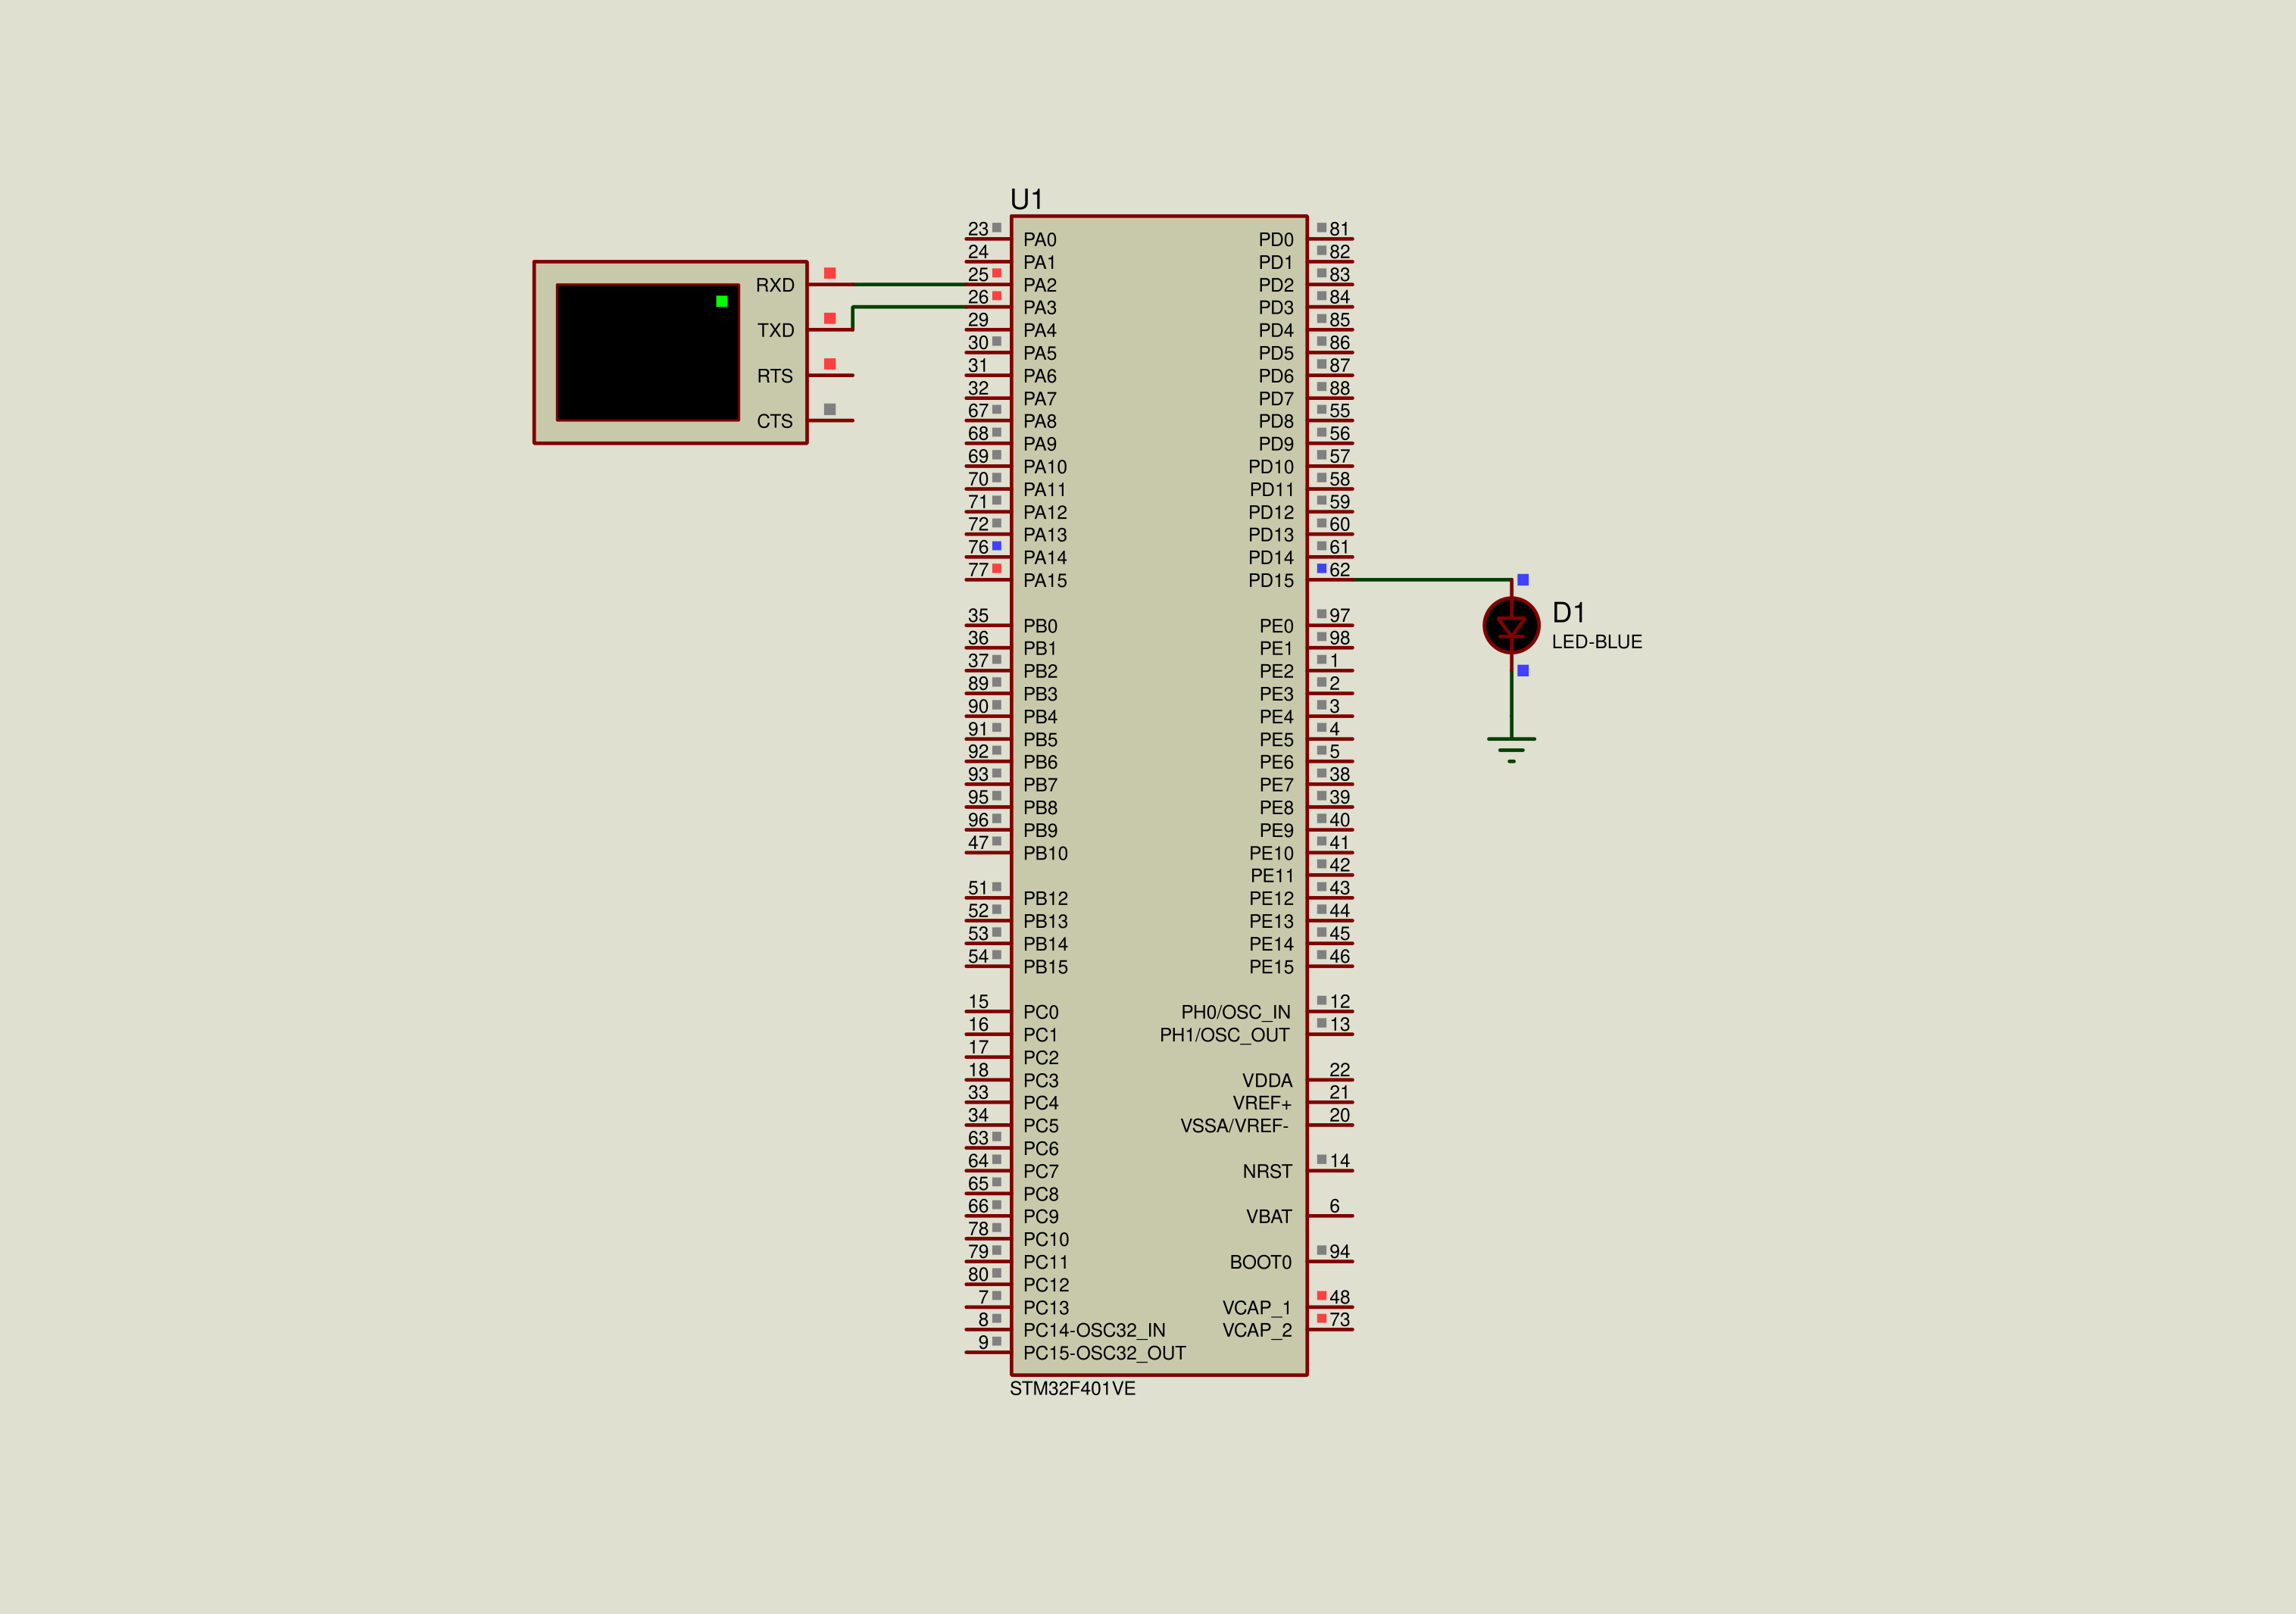 U1
RXD
TXD
RTS
CTS
23 PA0
24 PA1
25 PA2
26 PA3
29 PA4
30 PA5
31 PA6
32 PA7
67 PA8
68 PA9
69 PA10
70 PA11
71 PA12
72 PA13
76 PA14
77 PA15
35 PB0
36 PB1
37 PB2
89 PB3
90 PB4
91 PB5
92 PB6
93 PB7
95 PB8
96 PB9
47 PB10
51 PB12
52 PB13
53 PB14
54 PB15
15 PC0
16 PC1
17 PC2
18 PC3
33 PC4
34 PC5
63 PC6
64 PC7
65 PC8
66 PC9
78 PC10
79 PC11
80 PC12
7 PC13
8 PC14-OSC32_IN
9 PC15-OSC32_OUT
PD0 81
PD1 82
PD2 83
PD3 84
PD4 85
PD5 86
PD6 87
PD7 88
PD8 55
PD9 56
PD10 57
PD11 58
PD12 59
PD13 60
PD14 61
PD15 62
PE0 97
PE1 98
PE2 1
PE3 2
PE4 3
PE5 4
PE6 5
PE7 38
PE8 39
PE9 40
PE10 41
PE11 42
PE12 43
PE13 44
PE14 45
PE15 46
PH0/OSC_IN 12
PH1/OSC_OUT 13
VDDA 22
VREF+ 21
VSSA/VREF- 20
NRST 14
VBAT 6
BOOT0 94
VCAP_1 48
VCAP_2 73
STM32F401VE
D1
LED-BLUE